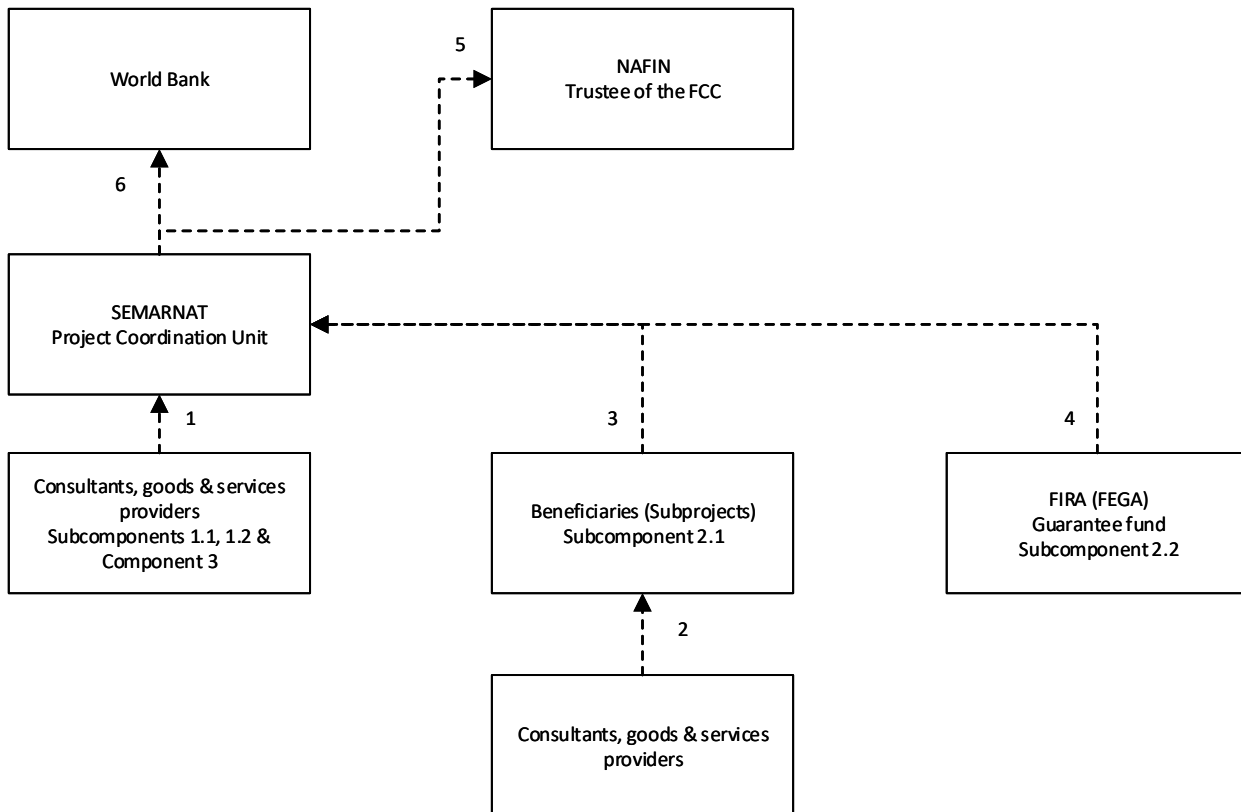 World Bank
5
NAFIN
Trustee of the FCC
6
SEMARNAT
Project Coordination Unit
1
3
4
Consultants, goods & services
providers
Subcomponents 1.1, 1.2 &
Component 3
Beneficiaries (Subprojects)
Subcomponent 2.1
FIRA (FEGA)
Guarantee fund
Subcomponent 2.2
2
Consultants, goods & services
providers